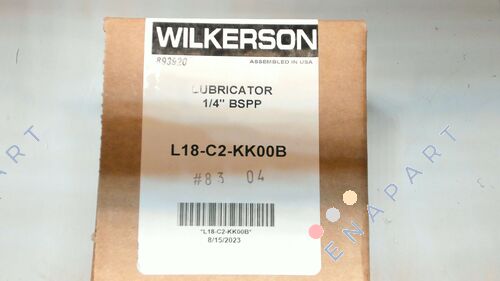 WILKERSON
893620 ASSEMBLED IN USA
LUBRICATOR
1/4" BSPP
L18-C2-KK00B
#83 04
"L18-C2-KK00B"
8/15/2023
ENAPART